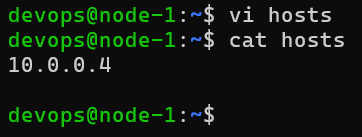 devops@node-1:~$ vi hosts
devops@node-1:~$ cat hosts
10.0.0.4
devops@node-1:~$